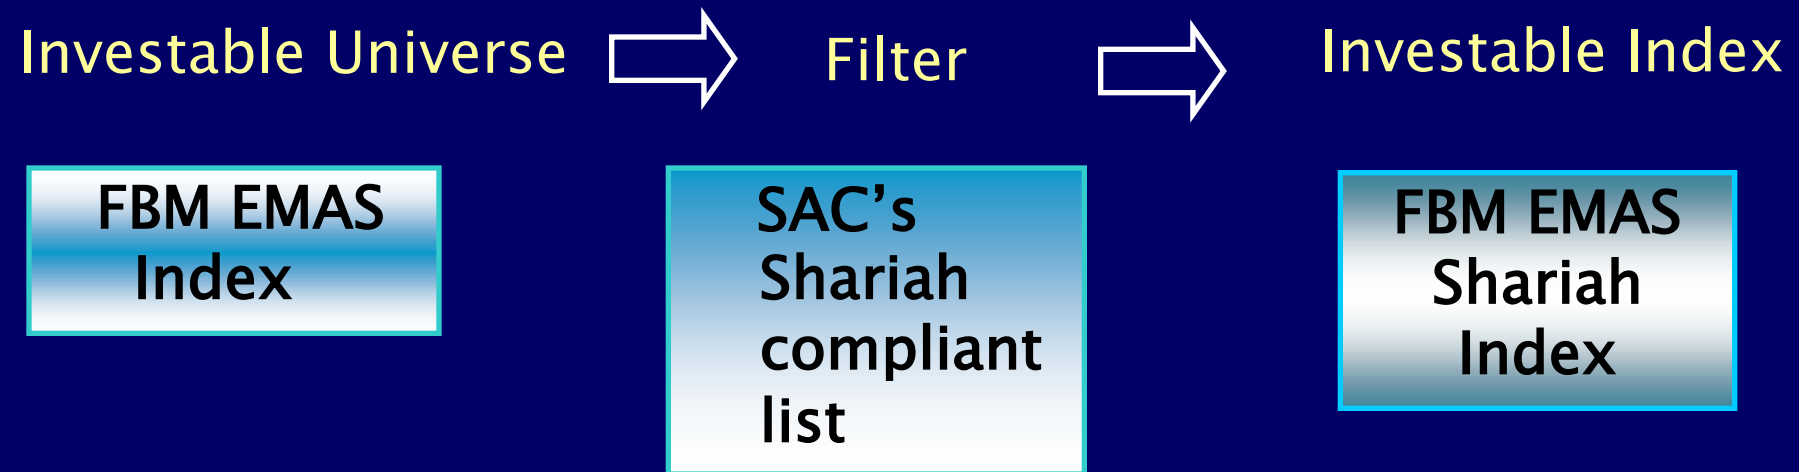 Investable Universe
Filter
Investable Index
FBM EMAS
Index
SAC’s
Shariah
compliant
list
FBM EMAS
Shariah
Index